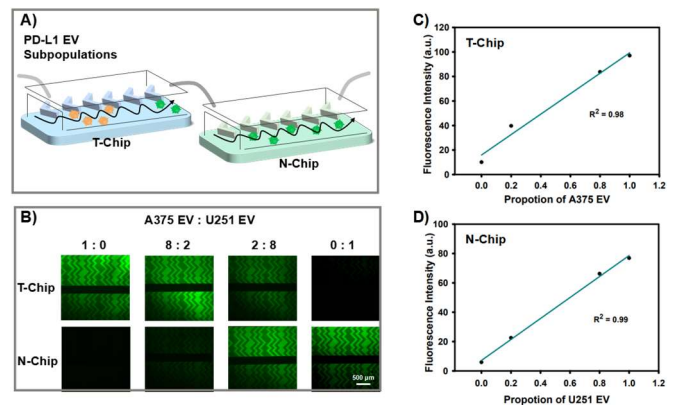 A)
PD-L1 EV
Subpopulations
T-Chip
N-Chip
B)
A375 EV : U251 EV
1 : 0
8 : 2
2 : 8
0 : 1
T-Chip
N-Chip
500 µm
C)
T-Chip
Fluorescence Intensity (a.u.)
120
100
80
60
40
20
0
R² = 0.98
0.0
0.2
0.4
0.6
0.8
1.0
1.2
Propotion of A375 EV
D)
N-Chip
Fluorescence Intensity (a.u.)
100
80
60
40
20
0
R² = 0.99
0.0
0.2
0.4
0.6
0.8
1.0
1.2
Propotion of U251 EV